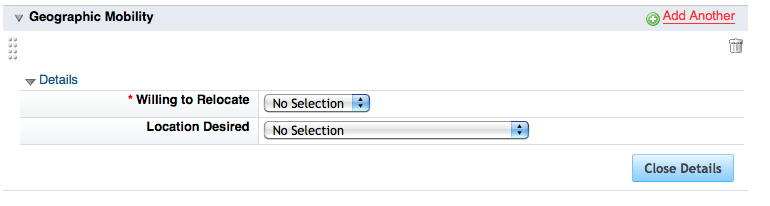 Geographic Mobility Add Another
Details
* Willing to Relocate No Selection
Location Desired No Selection
Close Details